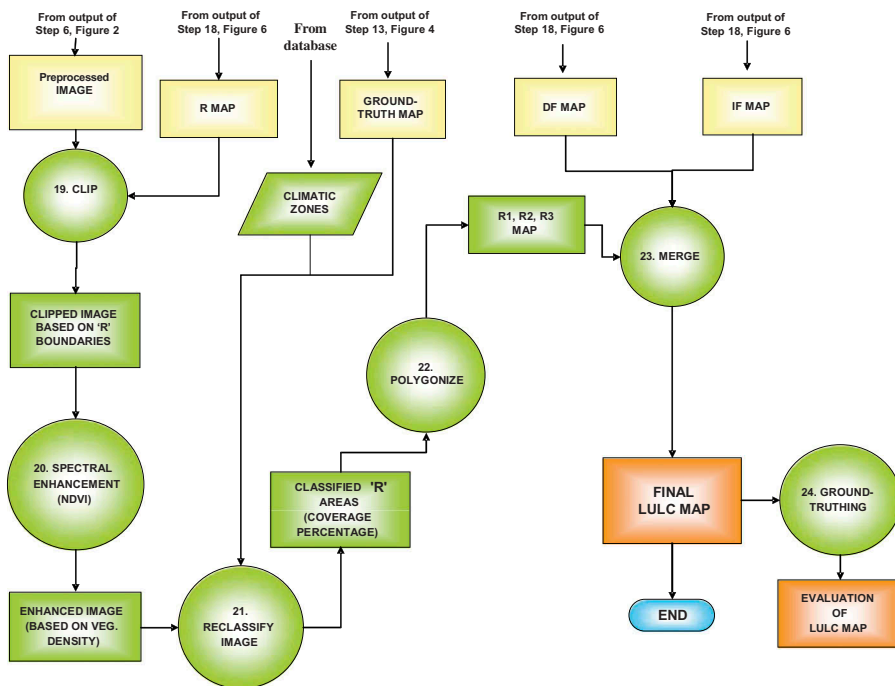 From output of
Step 6, Figure 2
From output of
Step 18, Figure 6
From
database
From output of
Step 13, Figure 4
From output of
Step 18, Figure 6
From output of
Step 18, Figure 6
Preprocessed
IMAGE
R MAP
GROUND-
TRUTH MAP
DF MAP
IF MAP
19. CLIP
CLIMATIC
ZONES
R1, R2, R3
MAP
23. MERGE
CLIPPED IMAGE
BASED ON 'R'
BOUNDARIES
22.
POLYGONIZE
20. SPECTRAL
ENHANCEMENT
(NDVI)
CLASSIFIED 'R'
AREAS
(COVERAGE
PERCENTAGE)
FINAL
LULC MAP
24. GROUND-
TRUTHING
ENHANCED IMAGE
(BASED ON VEG.
DENSITY)
21.
RECLASSIFY
IMAGE
END
EVALUATION
OF
LULC MAP